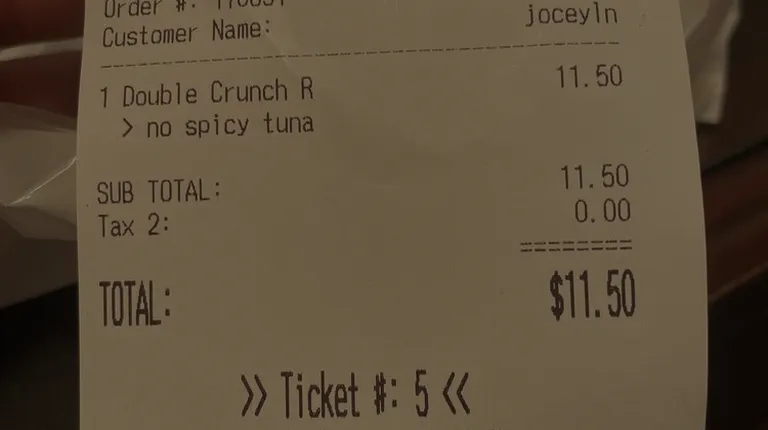 Order #:
Customer Name: joceyln
1 Double Crunch R 11.50
> no spicy tuna
SUB TOTAL: 11.50
Tax 2: 0.00
TOTAL: $11.50
>> Ticket #: 5 <<